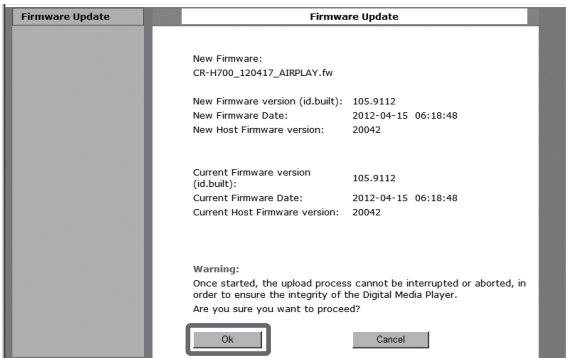 Firmware Update
Firmware Update
New Firmware:
CR-H700_120417_AIRPLAY.fw
New Firmware version (id.built): 105.9112
New Firmware Date: 2012-04-15 06:18:48
New Host Firmware version: 20042
Current Firmware version
(id.built): 105.9112
Current Firmware Date: 2012-04-15 06:18:48
Current Host Firmware version: 20042
Warning:
Once started, the upload process cannot be interrupted or aborted, in
order to ensure the integrity of the Digital Media Player.
Are you sure you want to proceed?
Ok Cancel